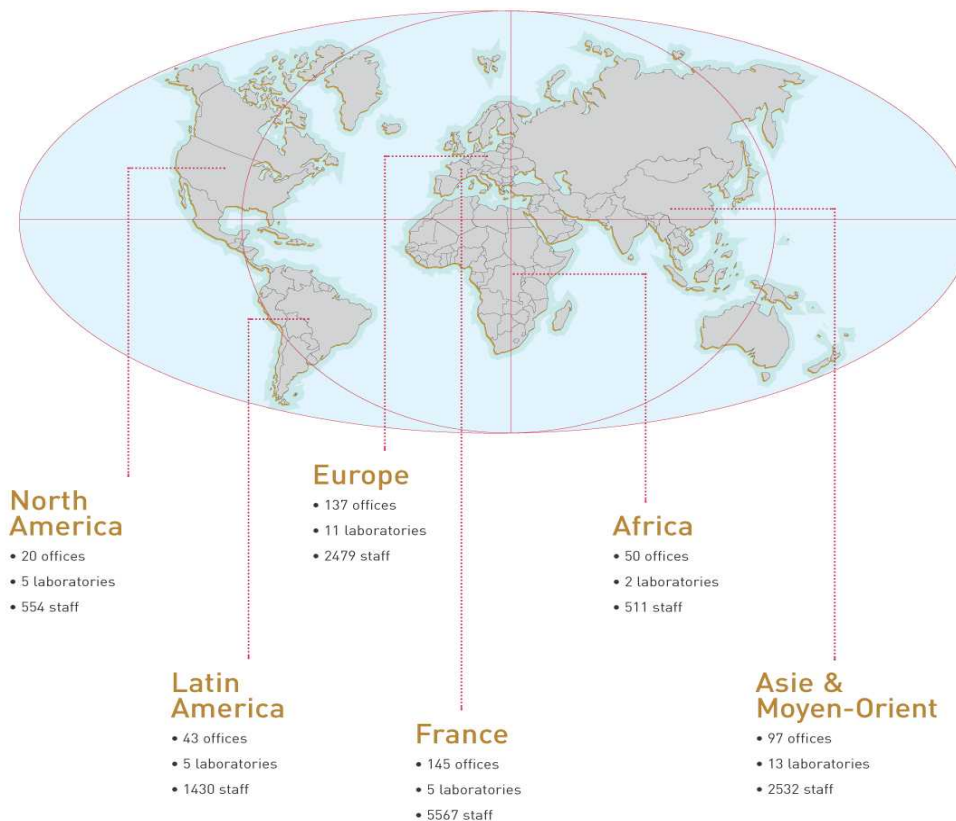 North
America
• 20 offices
• 5 laboratories
• 554 staff
Europe
• 137 offices
• 11 laboratories
• 2479 staff
Africa
• 50 offices
• 2 laboratories
• 511 staff
Latin
America
• 43 offices
• 5 laboratories
• 1430 staff
France
• 145 offices
• 5 laboratories
• 5567 staff
Asie &
Moyen-Orient
• 97 offices
• 13 laboratories
• 2532 staff